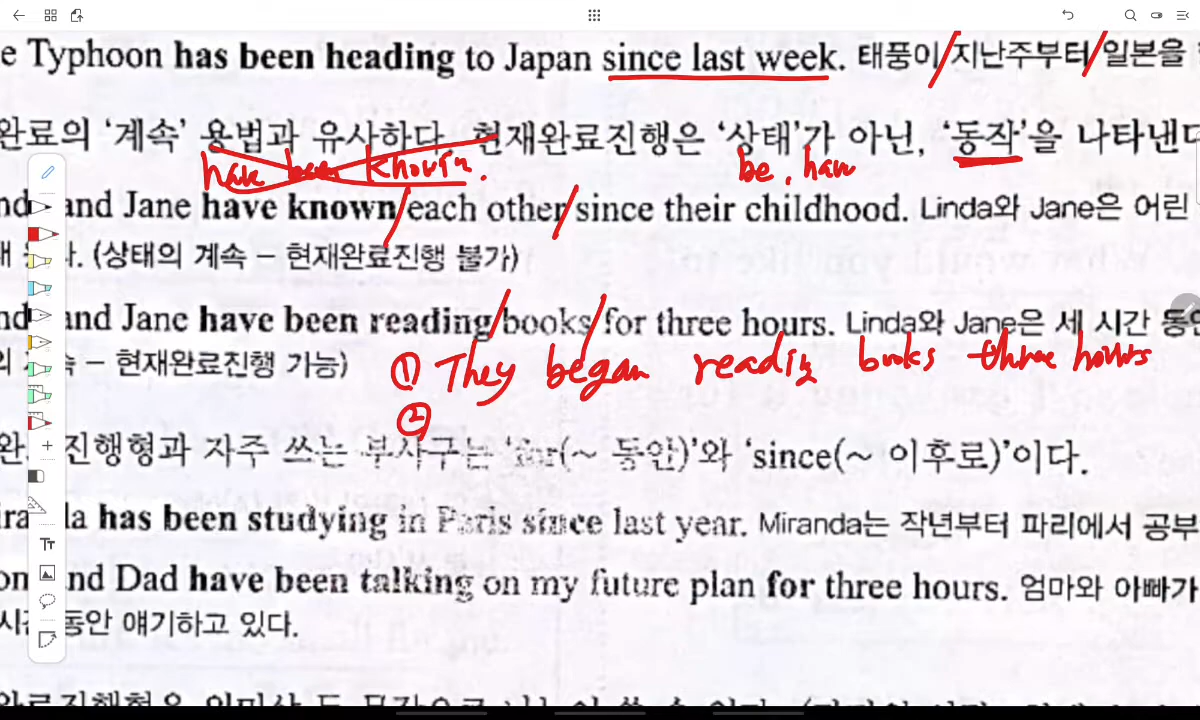 e Typhoon has been heading to Japan since last week. 태풍이 지난주부터 일본을
완료의 '계속' 용법과 유사하다. 현재완료진행은 '상태'가 아닌, '동작'을 나타낸다
have been be, have
and Jane have known each other since their childhood. Linda와 Jane은 어린
(상태의 계속 – 현재완료진행 불가)
and Jane have been reading books for three hours. Linda와 Jane은 세 시간
– 현재완료진행 가능)
① They began reading books three hours
②
진행형과 자주 쓰는 부사구는 'for(~ 동안)'와 'since(~ 이후로)'이다.
has been studying in Paris since last year. Miranda는 작년부터 파리에서 공부
and Dad have been talking on my future plan for three hours. 엄마와 아빠가
동안 얘기하고 있다.
Tт